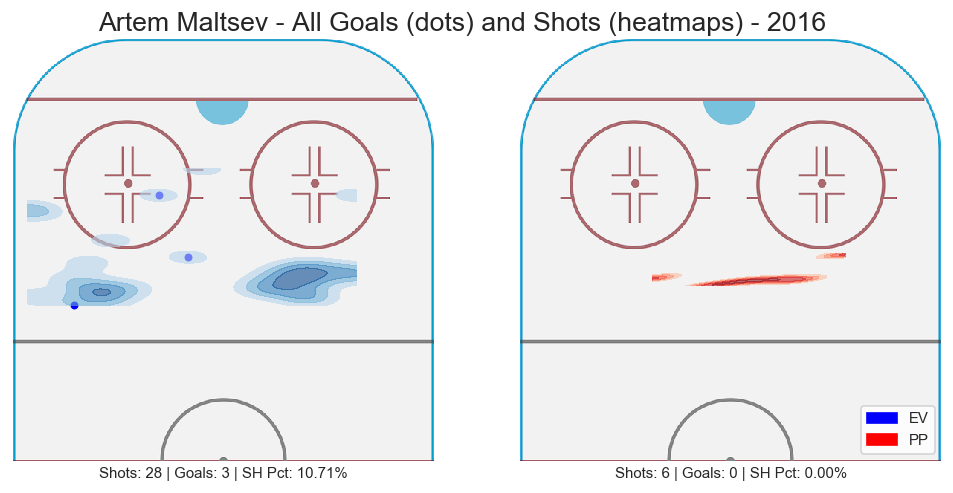 Artem Maltsev - All Goals (dots) and Shots (heatmaps) - 2016
EV
PP
Shots: 28 | Goals: 3 | SH Pct: 10.71%
Shots: 6 | Goals: 0 | SH Pct: 0.00%